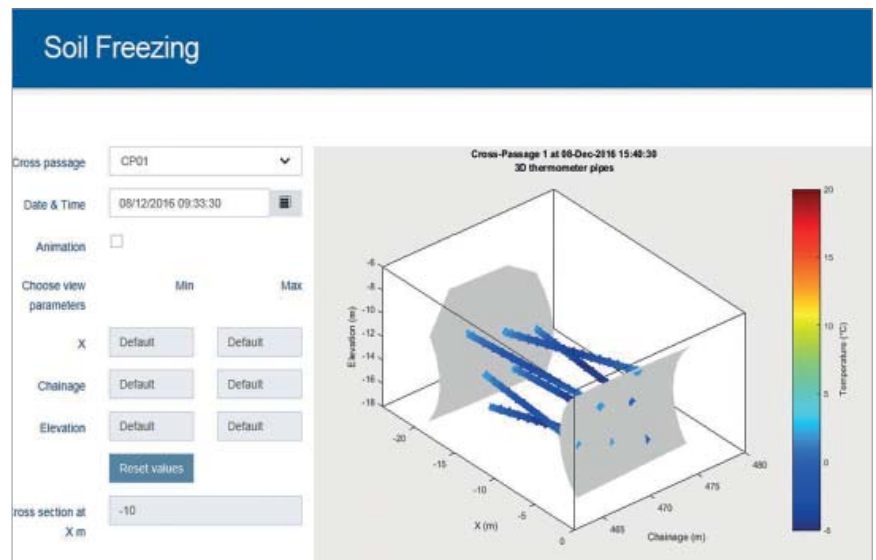 Soil Freezing
Cross passage
CP01
Date & Time
08/12/2016 09:33:30
Animation
Choose view parameters
Min
Max
X
Default
Default
Chainage
Default
Default
Elevation
Default
Default
Reset values
ross section at X m
-10
Cross-Passage 1 at 08-Dec-2016 15:40:30
3D thermometer pipes
Elevation (m)
-6
-8
-10
-12
-14
-16
-18
X (m)
-20
-15
-10
-5
0
Chainage (m)
465
470
475
480
Temperature (°C)
20
15
10
5
0
-5